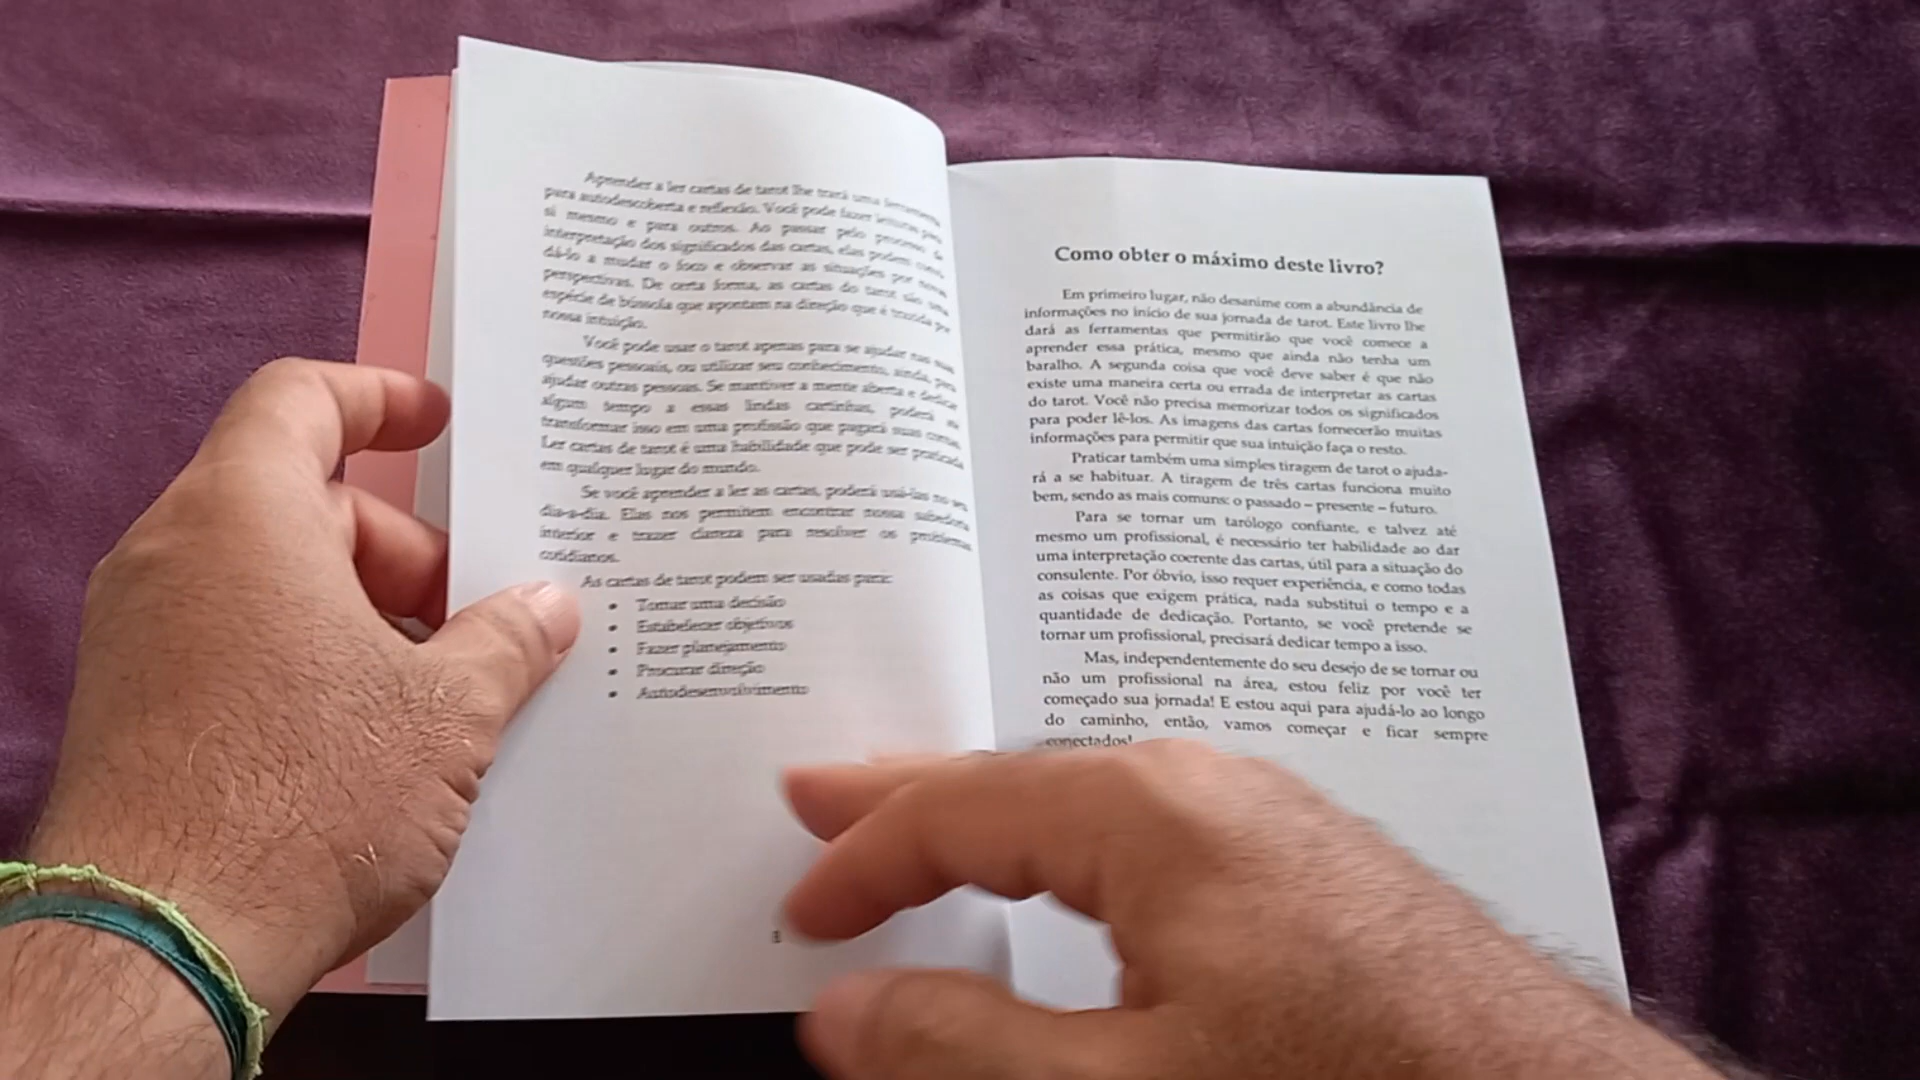 Aprender a ler cartas de tarot lhe trará uma ferramenta
para autodescoberta e reflexão. Você pode fazer leituras para
si mesmo e para outros. Ao passar pelo processo de
interpretação dos significados das cartas, elas podem
dá-lo a mudar o foco e observar as situações por novas
perspectivas. De certa forma, as cartas do tarot são uma
espécie de bússola que apontam na direção que é trazida por
nossa intuição.
Você pode usar o tarot apenas para se ajudar nas suas
questões pessoais, ou utilizar seu conhecimento, ainda, para
ajudar outras pessoas. Se mantiver a mente aberta e dedicar
algum tempo a essas lindas cartinhas, poderá
transformar isso em uma profissão que pagará suas contas.
Ler cartas de tarot é uma habilidade que pode ser praticada
em qualquer lugar do mundo.
Se você aprender a ler as cartas, poderá usá-las no seu
dia-a-dia. Elas nos permitem encontrar nossa sabedoria
interior e trazer clareza para resolver os problemas
cotidianos.
As cartas de tarot podem ser usadas para:
• Tomar uma decisão
• Estabelecer objetivos
• Fazer planejamento
• Procurar direção
• Autodesenvolvimento
Como obter o máximo deste livro?
Em primeiro lugar, não desanime com a abundância de
informações no início de sua jornada de tarot. Este livro lhe
dará as ferramentas que permitirão que você comece a
aprender essa prática, mesmo que ainda não tenha um
baralho. A segunda coisa que você deve saber é que não
existe uma maneira certa ou errada de interpretar as cartas
do tarot. Você não precisa memorizar todos os significados
para poder lê-los. As imagens das cartas fornecerão muitas
informações para permitir que sua intuição faça o resto.
Praticar também uma simples tiragem de tarot o ajuda-
rá a se habituar. A tiragem de três cartas funciona muito
bem, sendo as mais comuns: o passado – presente – futuro.
Para se tornar um tarólogo confiante, e talvez até
mesmo um profissional, é necessário ter habilidade ao dar
uma interpretação coerente das cartas, útil para a situação do
consulente. Por óbvio, isso requer experiência, e como todas
as coisas que exigem prática, nada substitui o tempo e a
quantidade de dedicação. Portanto, se você pretende se
tornar um profissional, precisará dedicar tempo a isso.
Mas, independentemente do seu desejo de se tornar ou
não um profissional na área, estou feliz por você ter
começado sua jornada! E estou aqui para ajudá-lo ao longo
do caminho, então, vamos começar e ficar sempre
conectados!